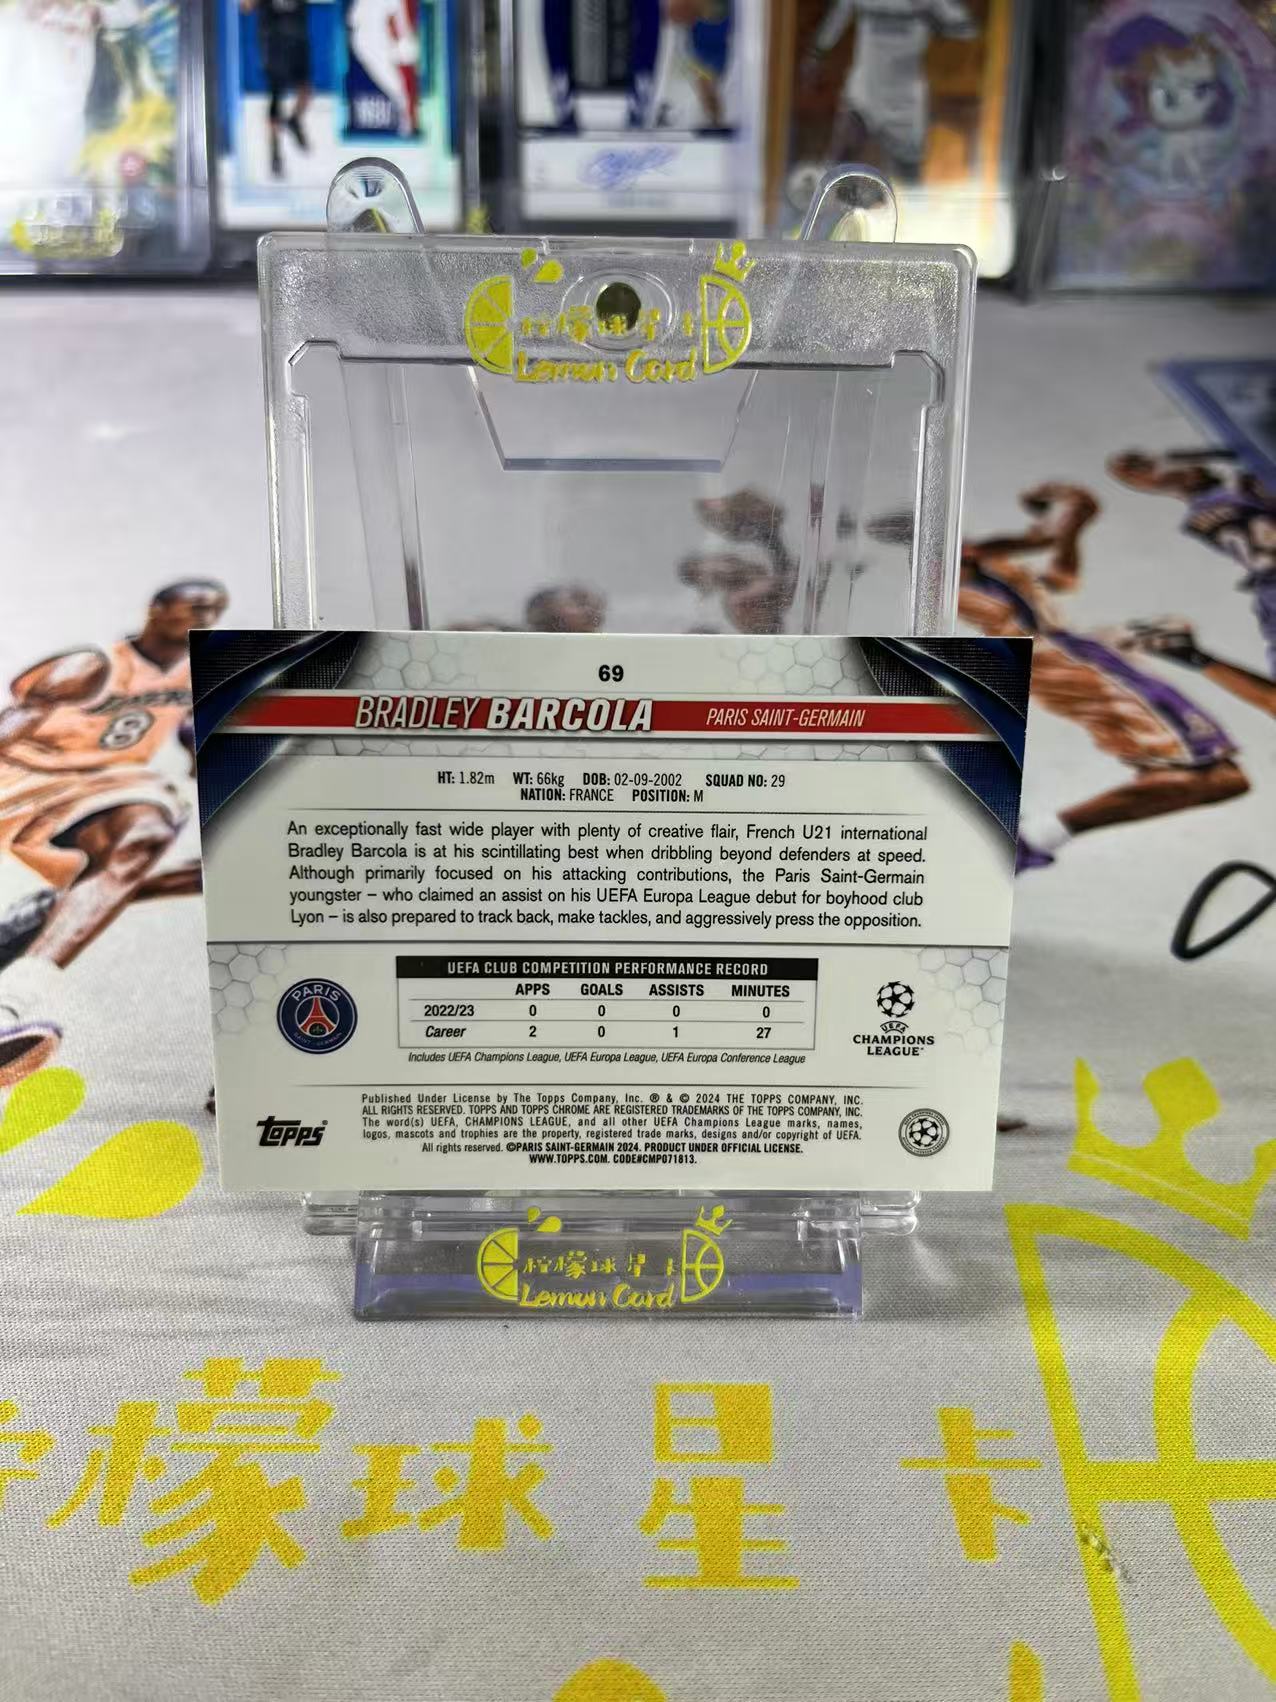 柠檬球星卡
Lemon Card
69
BRADLEY BARCOLA PARIS SAINT-GERMAIN
HT: 1.82m WT: 66kg DOB: 02-09-2002 SQUAD NO: 29
NATION: FRANCE POSITION: M
An exceptionally fast wide player with plenty of creative flair, French U21 international
Bradley Barcola is at his scintillating best when dribbling beyond defenders at speed.
Although primarily focused on his attacking contributions, the Paris Saint-Germain
youngster – who claimed an assist on his UEFA Europa League debut for boyhood club
Lyon – is also prepared to track back, make tackles, and aggressively press the opposition.
UEFA CLUB COMPETITION PERFORMANCE RECORD
APPS GOALS ASSISTS MINUTES
2022/23 0 0 0 0
Career 2 0 1 27
Includes UEFA Champions League, UEFA Europa League, UEFA Europa Conference League
PARIS
SAINT-GERMAIN
UEFA
CHAMPIONS
LEAGUE
Published Under License by The Topps Company, Inc. ® & © 2024 THE TOPPS COMPANY, INC.
ALL RIGHTS RESERVED. TOPPS AND TOPPS CHROME ARE REGISTERED TRADEMARKS OF THE TOPPS COMPANY, INC.
The word(s) UEFA, CHAMPIONS LEAGUE, and all other UEFA Champions League marks, names,
logos, mascots and trophies are the property, registered trade marks, designs and/or copyright of UEFA.
All rights reserved. ©PARIS SAINT-GERMAIN 2024. PRODUCT UNDER OFFICIAL LICENSE.
WWW.TOPPS.COM. CODE#CMP071813.
topps
柠檬球星卡
Lemon Card
8
柠檬球星卡